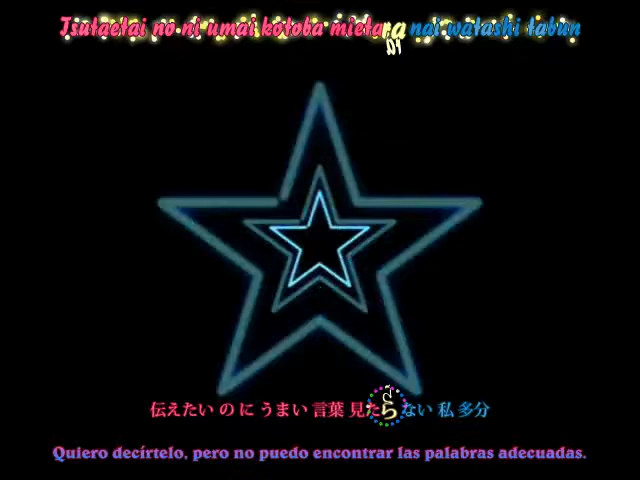 Tsutaetai no ni umai kotoba mietara nai watashi tabun
伝えたい の に うまい 言葉 見たら ない 私 多分
Quiero decírtelo, pero no puedo encontrar las palabras adecuadas.